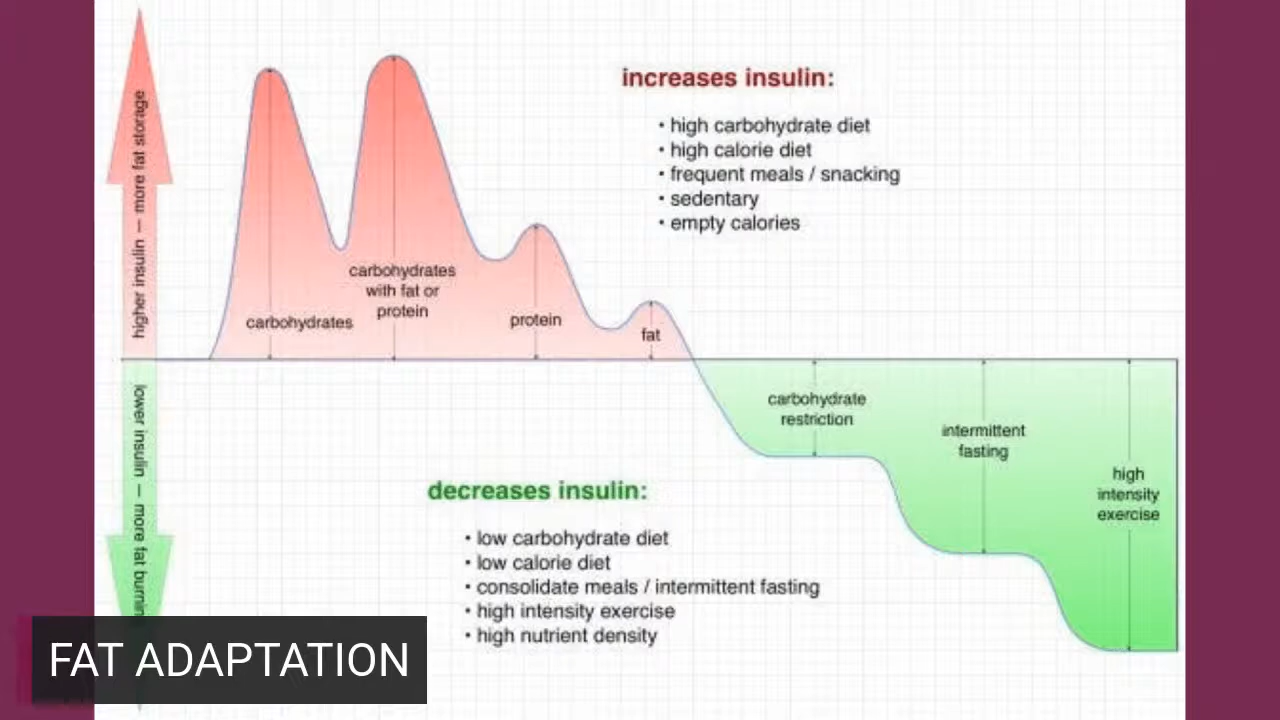 increases insulin:
• high carbohydrate diet
• high calorie diet
• frequent meals / snacking
• sedentary
• empty calories
higher insulin — more fat storage
carbohydrates
carbohydrates
with fat or
protein
protein
fat
lower insulin — more fat burnin
carbohydrate
restriction
intermittent
fasting
high
intensity
exercise
decreases insulin:
• low carbohydrate diet
• low calorie diet
• consolidate meals / intermittent fasting
• high intensity exercise
• high nutrient density
FAT ADAPTATION